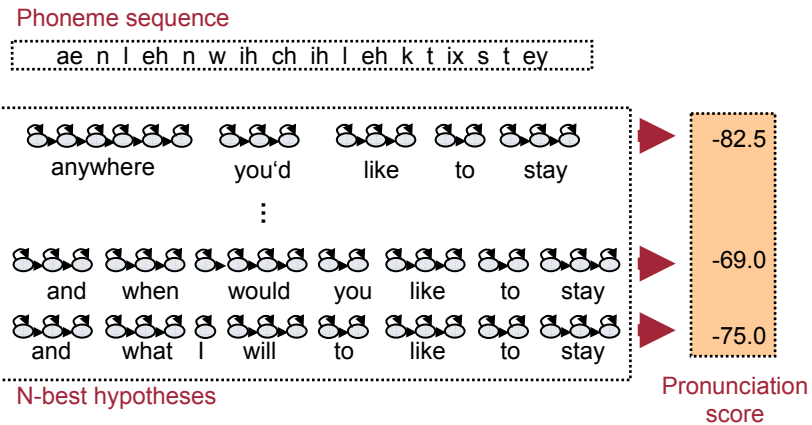 Phoneme sequence
ae n l eh n w ih ch ih l eh k t ix s t ey
anywhere you‘d like to stay
-82.5
⋮
and when would you like to stay
-69.0
and what I will to like to stay
-75.0
N-best hypotheses
Pronunciation
score